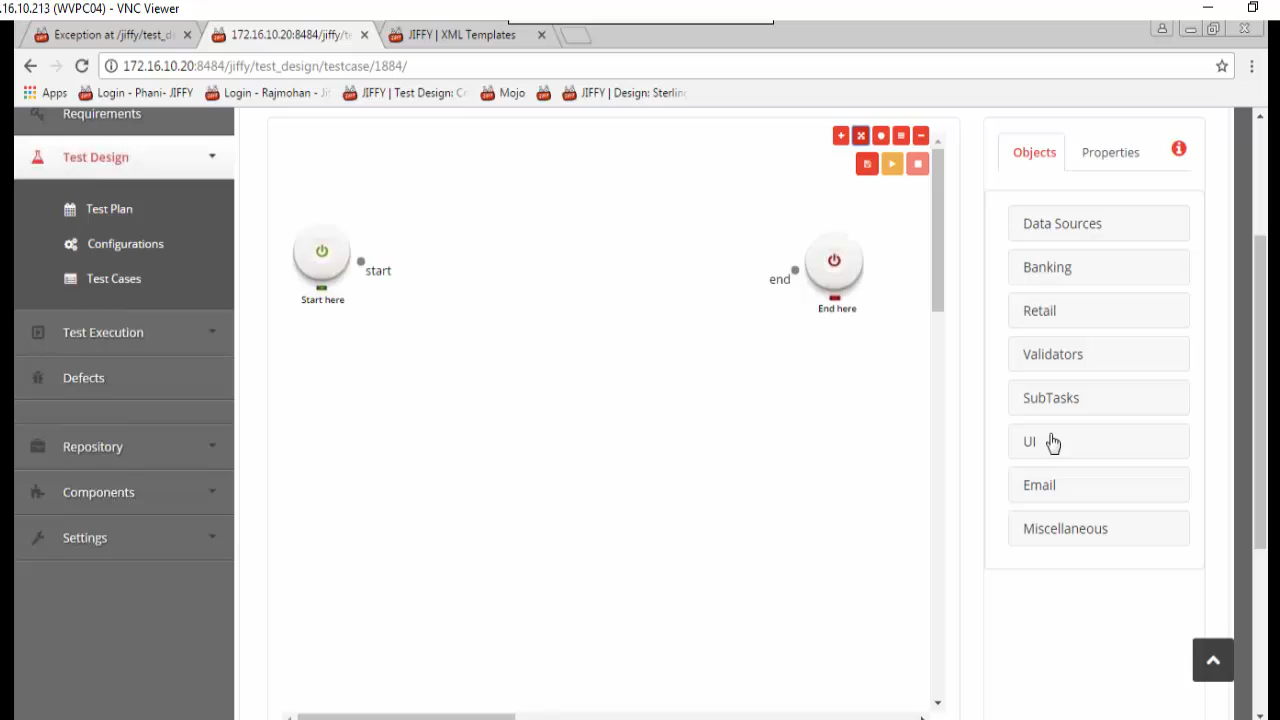 .16.10.213 (WVPC04) - VNC Viewer
Exception at /jiffy/test_d
172.16.10.20:8484/jiffy/te
JIFFY | XML Templates
172.16.10.20:8484/jiffy/test_design/testcase/1884/
Apps
Login - Phani- JIFFY
Login - Rajmohan - Ji
JIFFY | Test Design: C
Mojo
JIFFY | Design: Sterlin
Requirements
Test Design
Test Plan
Configurations
Test Cases
Test Execution
Defects
Repository
Components
Settings
start
Start here
end
End here
Objects
Properties
Data Sources
Banking
Retail
Validators
SubTasks
UI
Email
Miscellaneous